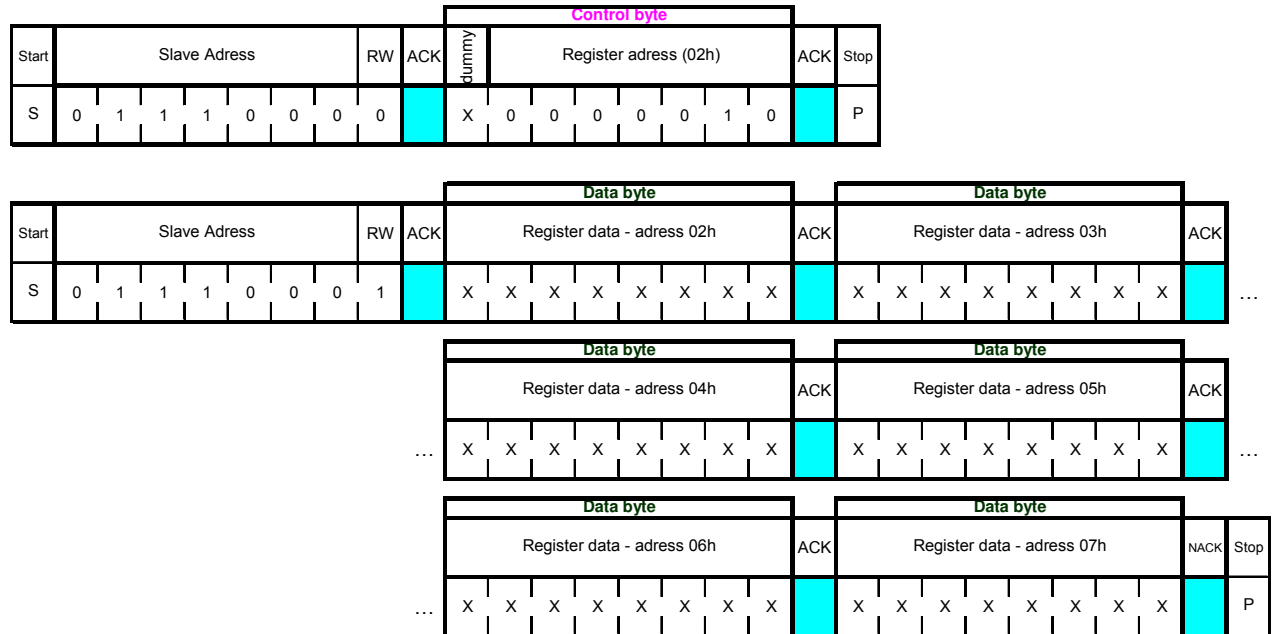 Control byte
Start Slave Adress RW ACK dummy Register adress (02h) ACK Stop
S 0 1 1 1 0 0 0 0 X 0 0 0 0 0 1 0 P
Data byte Data byte
Start Slave Adress RW ACK Register data - adress 02h ACK Register data - adress 03h ACK
S 0 1 1 1 0 0 0 1 X X X X X X X X X X X X X X X X …
Data byte Data byte
Register data - adress 04h ACK Register data - adress 05h ACK
… X X X X X X X X X X X X X X X X …
Data byte Data byte
Register data - adress 06h ACK Register data - adress 07h NACK Stop
… X X X X X X X X X X X X X X X X P